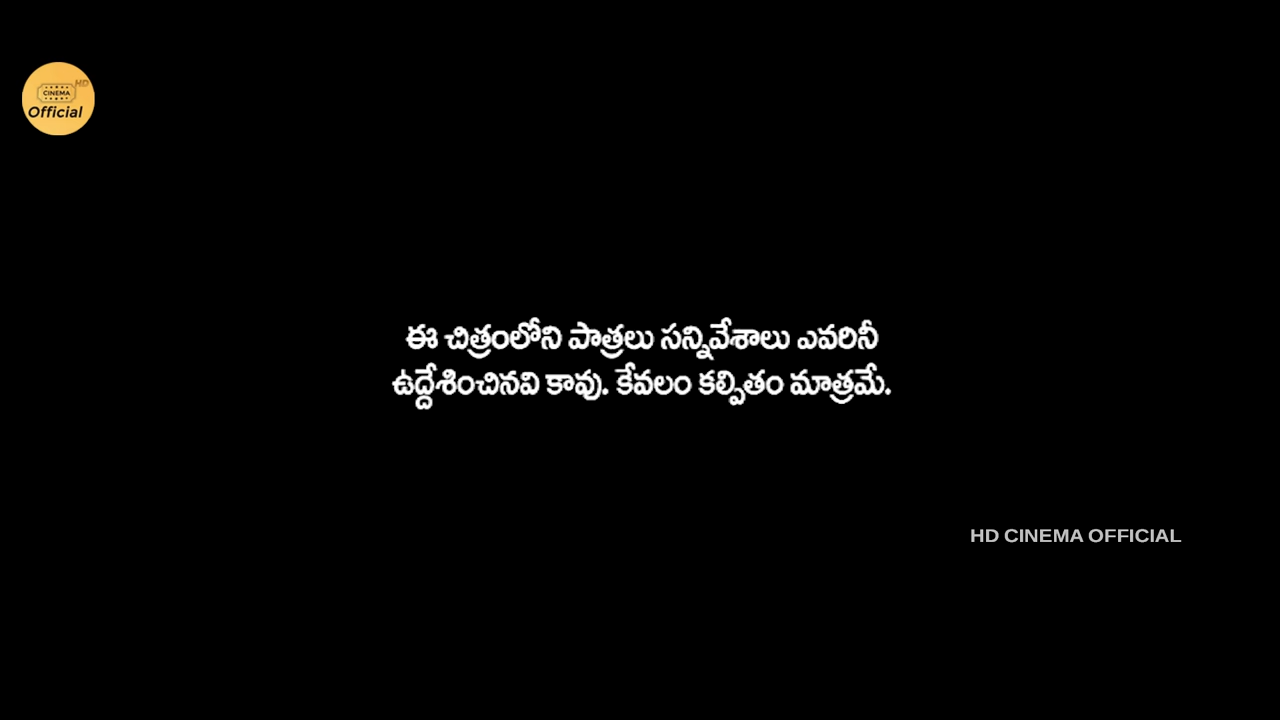 HD
CINEMA
Official
ఈ చిత్రంలోని పాత్రలు సన్నివేశాలు ఎవరినీ
ఉద్దేశించినవి కావు. కేవలం కల్పితం మాత్రమే.
HD CINEMA OFFICIAL